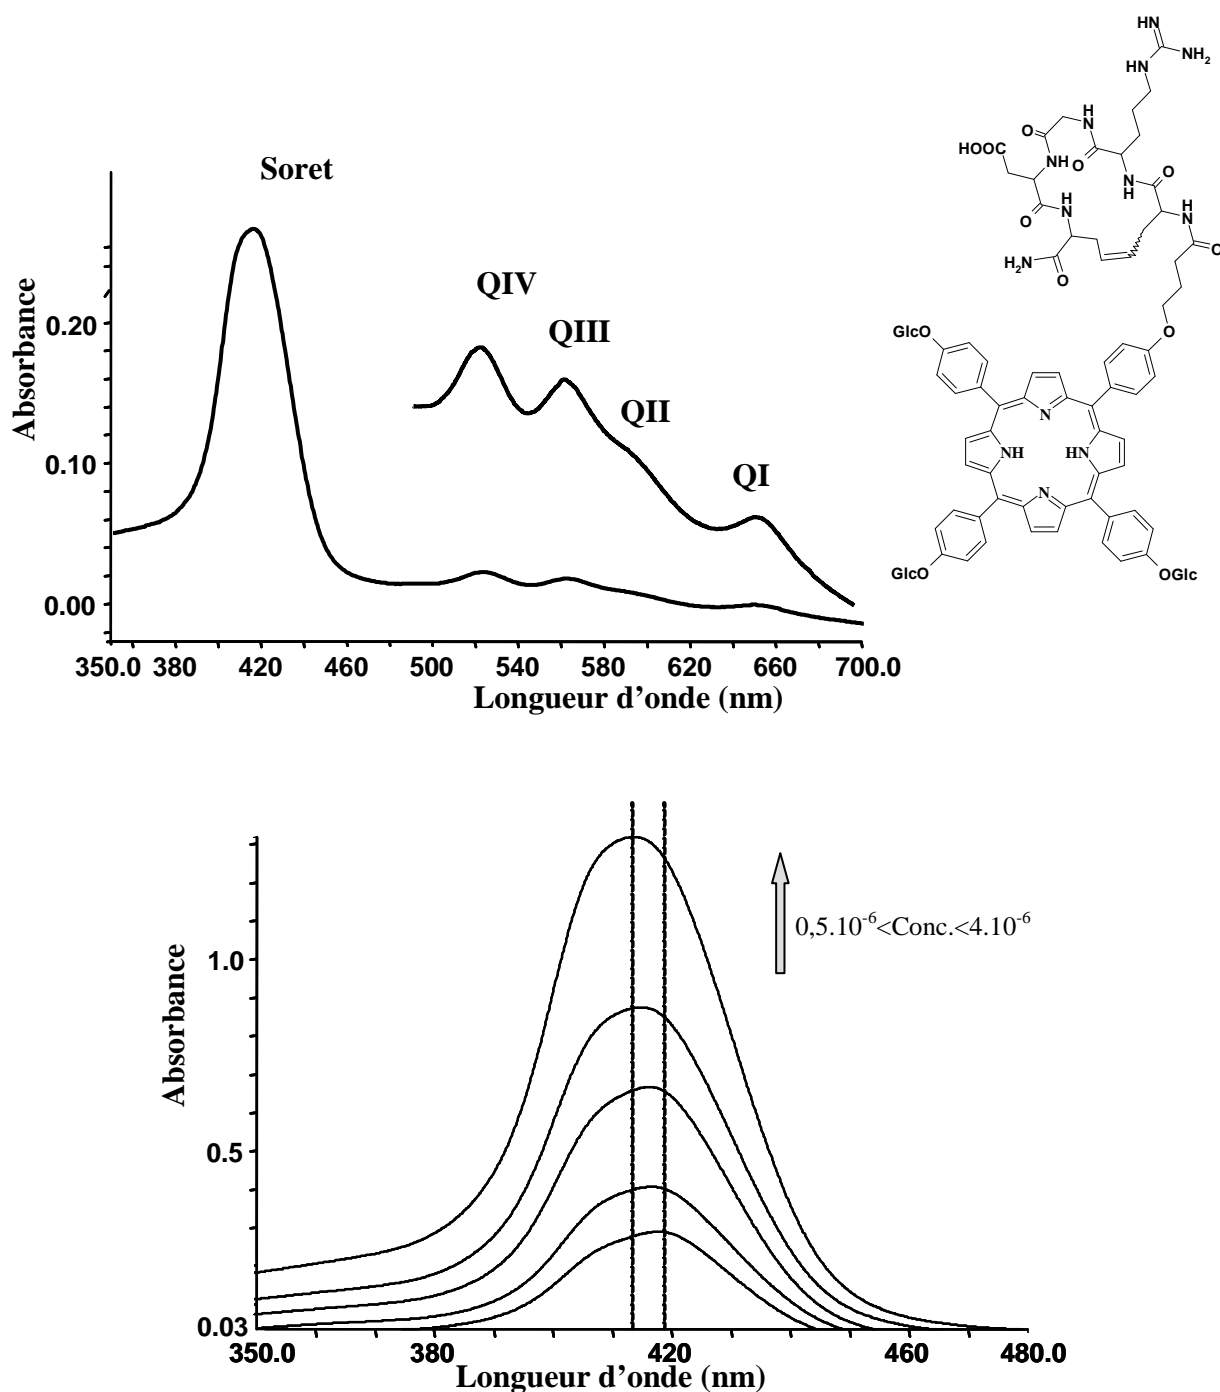 Soret
QIV
QIII
QII
QI
Absorbance
0.20
0.10
0.00
350.0 380 420 460 500 540 580 620 660 700.0
Longueur d’onde (nm)
HN
NH₂
HN
H
N
O
O
HOOC
NH
O
N
H
O
O
H
N
O
H
N
H₂N
O
O
O
GlcO
N
NH
HN
N
GlcO
OGlc
Absorbance
1.0
0.5
0.03
350.0 380 420 460 480.0
Longueur d’onde (nm)
0,5.10⁻⁶<Conc.<4.10⁻⁶